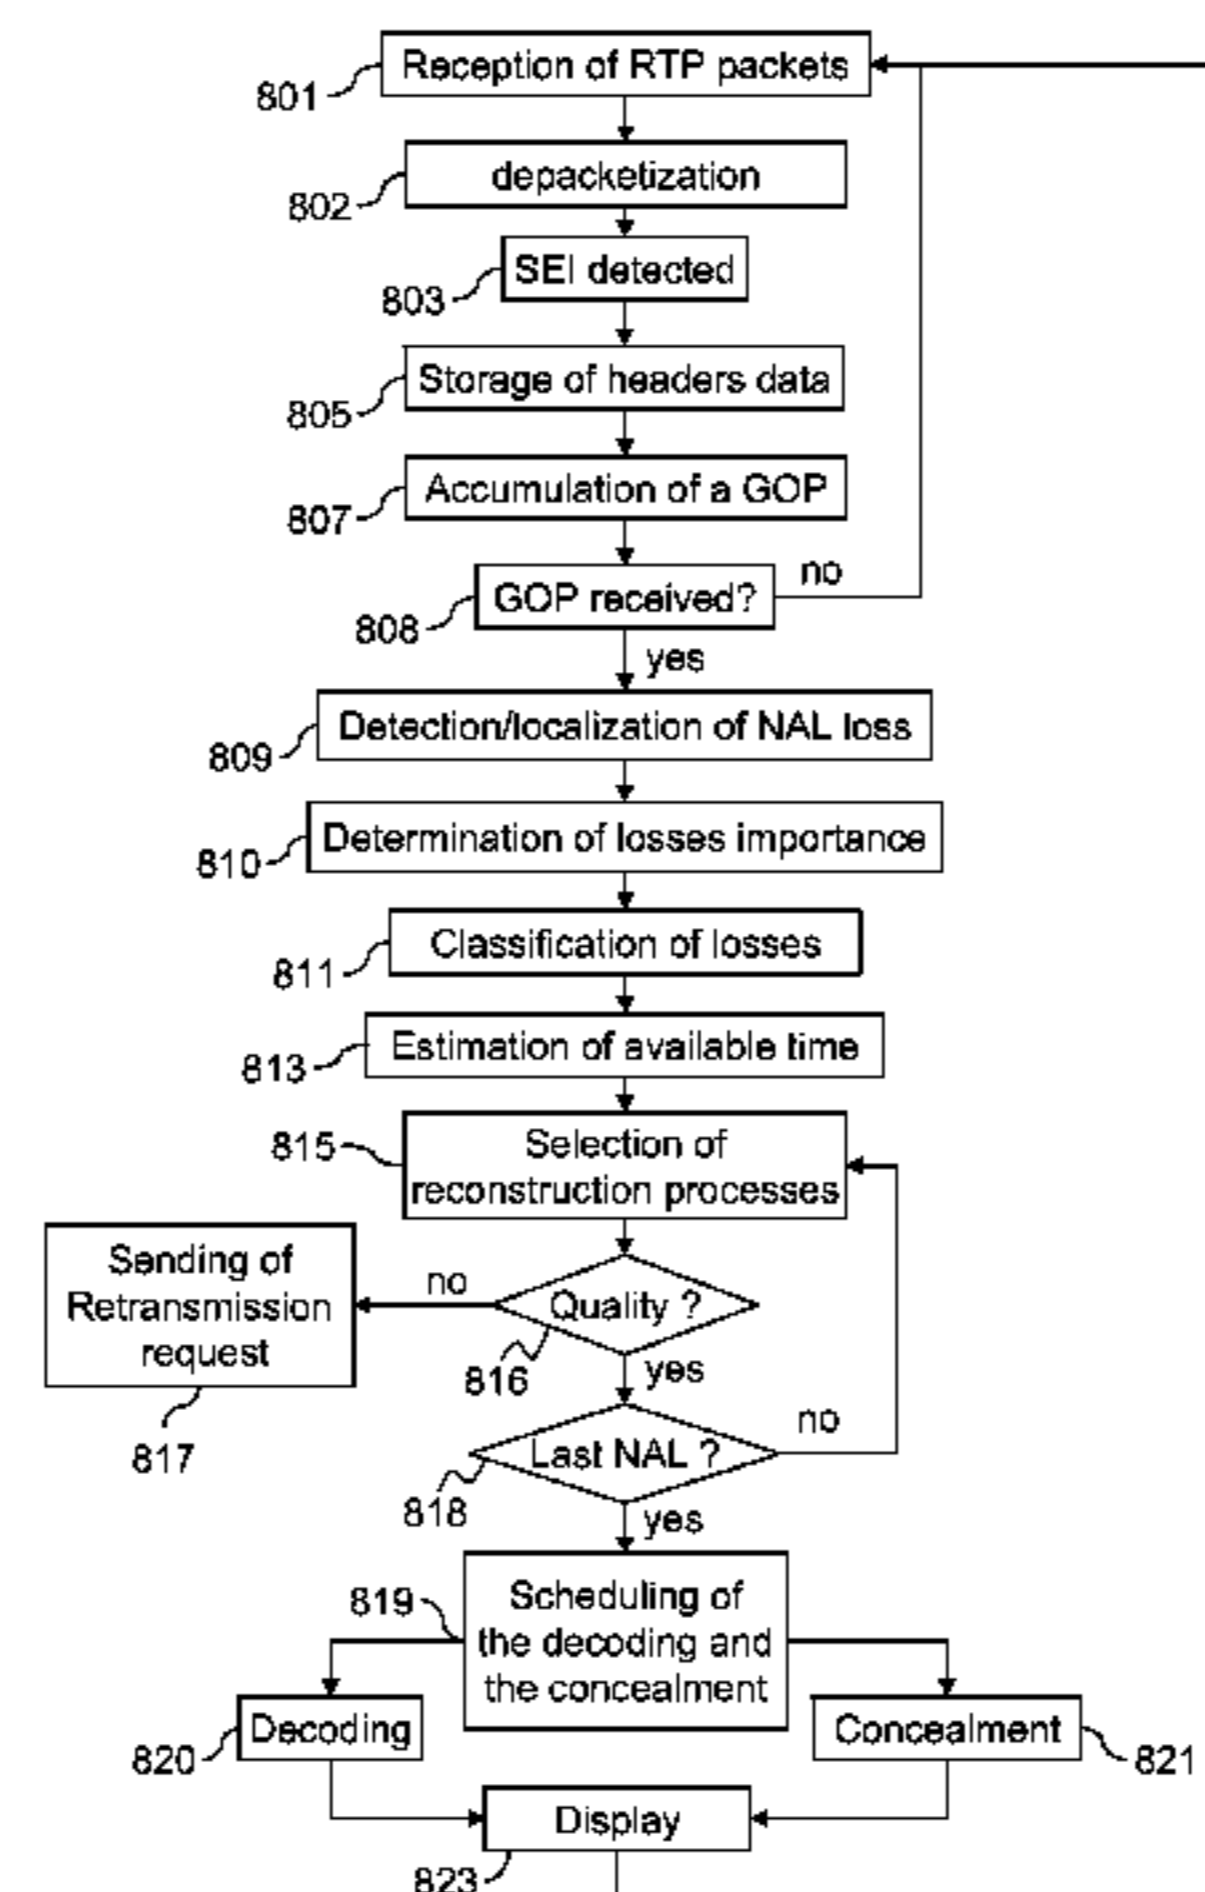 Reception of RTP packets
801
depacketization
802
SEI detected
803
Storage of headers data
805
Accumulation of a GOP
807
GOP received?
no
808
yes
Detection/localization of NAL loss
809
Determination of losses importance
810
Classification of losses
811
Estimation of available time
813
815
Selection of
reconstruction processes
Sending of
Retransmission
request
no
Quality ?
816
yes
817
Last NAL ?
no
818
yes
819
Scheduling of
the decoding and
the concealment
Decoding
820
Concealment
821
Display
823